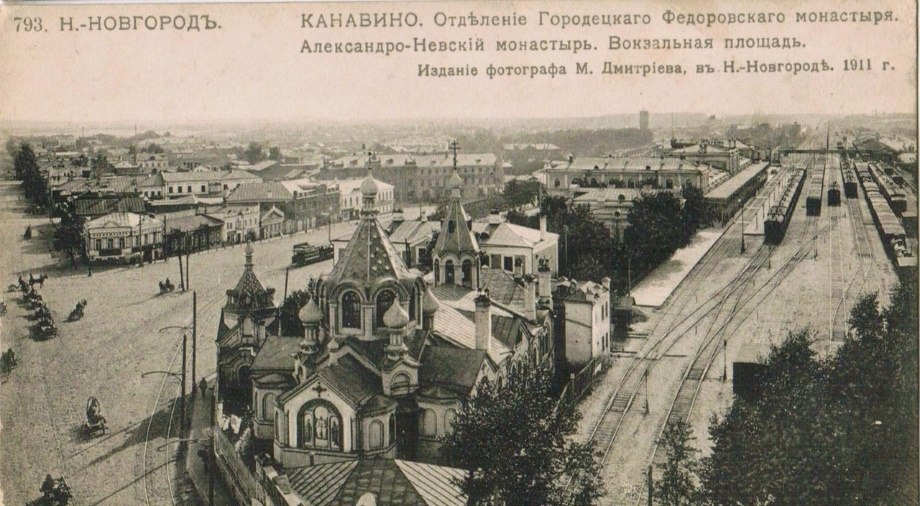 793. Н.-НОВГОРОДЪ.
КАНАВИНО. Отдѣленіе Городецкаго Федоровскаго монастыря.
Александро-Невскій монастырь. Вокзальная площадь.
Изданіе фотографа М. Дмитріева, въ Н.-Новгородѣ. 1911 г.